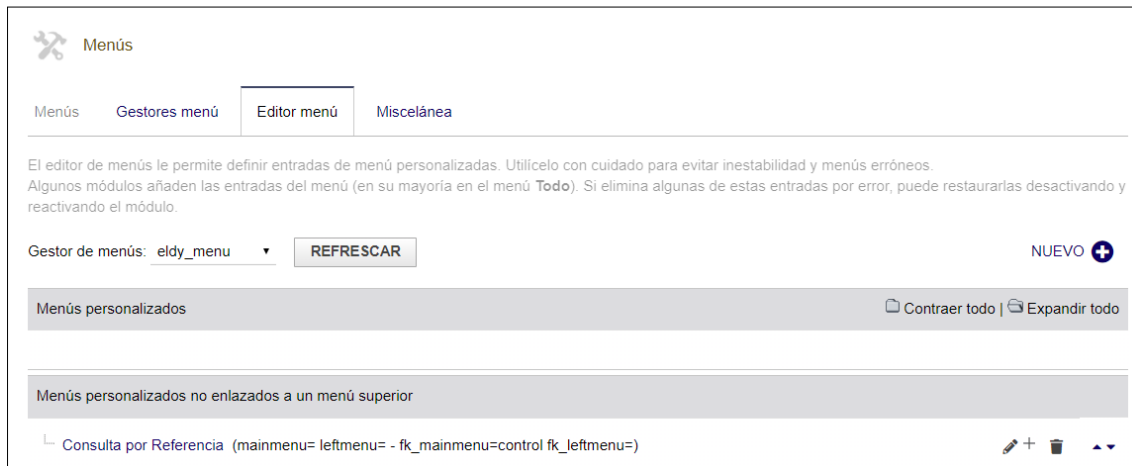 Menús
Menús Gestores menú Editor menú Miscelánea
El editor de menús le permite definir entradas de menú personalizadas. Utilícelo con cuidado para evitar inestabilidad y menús erróneos.
Algunos módulos añaden las entradas del menú (en su mayoría en el menú Todo). Si elimina algunas de estas entradas por error, puede restaurarlas desactivando y
reactivando el módulo.
Gestor de menús: eldy_menu REFRESCAR NUEVO
Menús personalizados Contraer todo | Expandir todo
Menús personalizados no enlazados a un menú superior
Consulta por Referencia (mainmenu= leftmenu= - fk_mainmenu=control fk_leftmenu=)